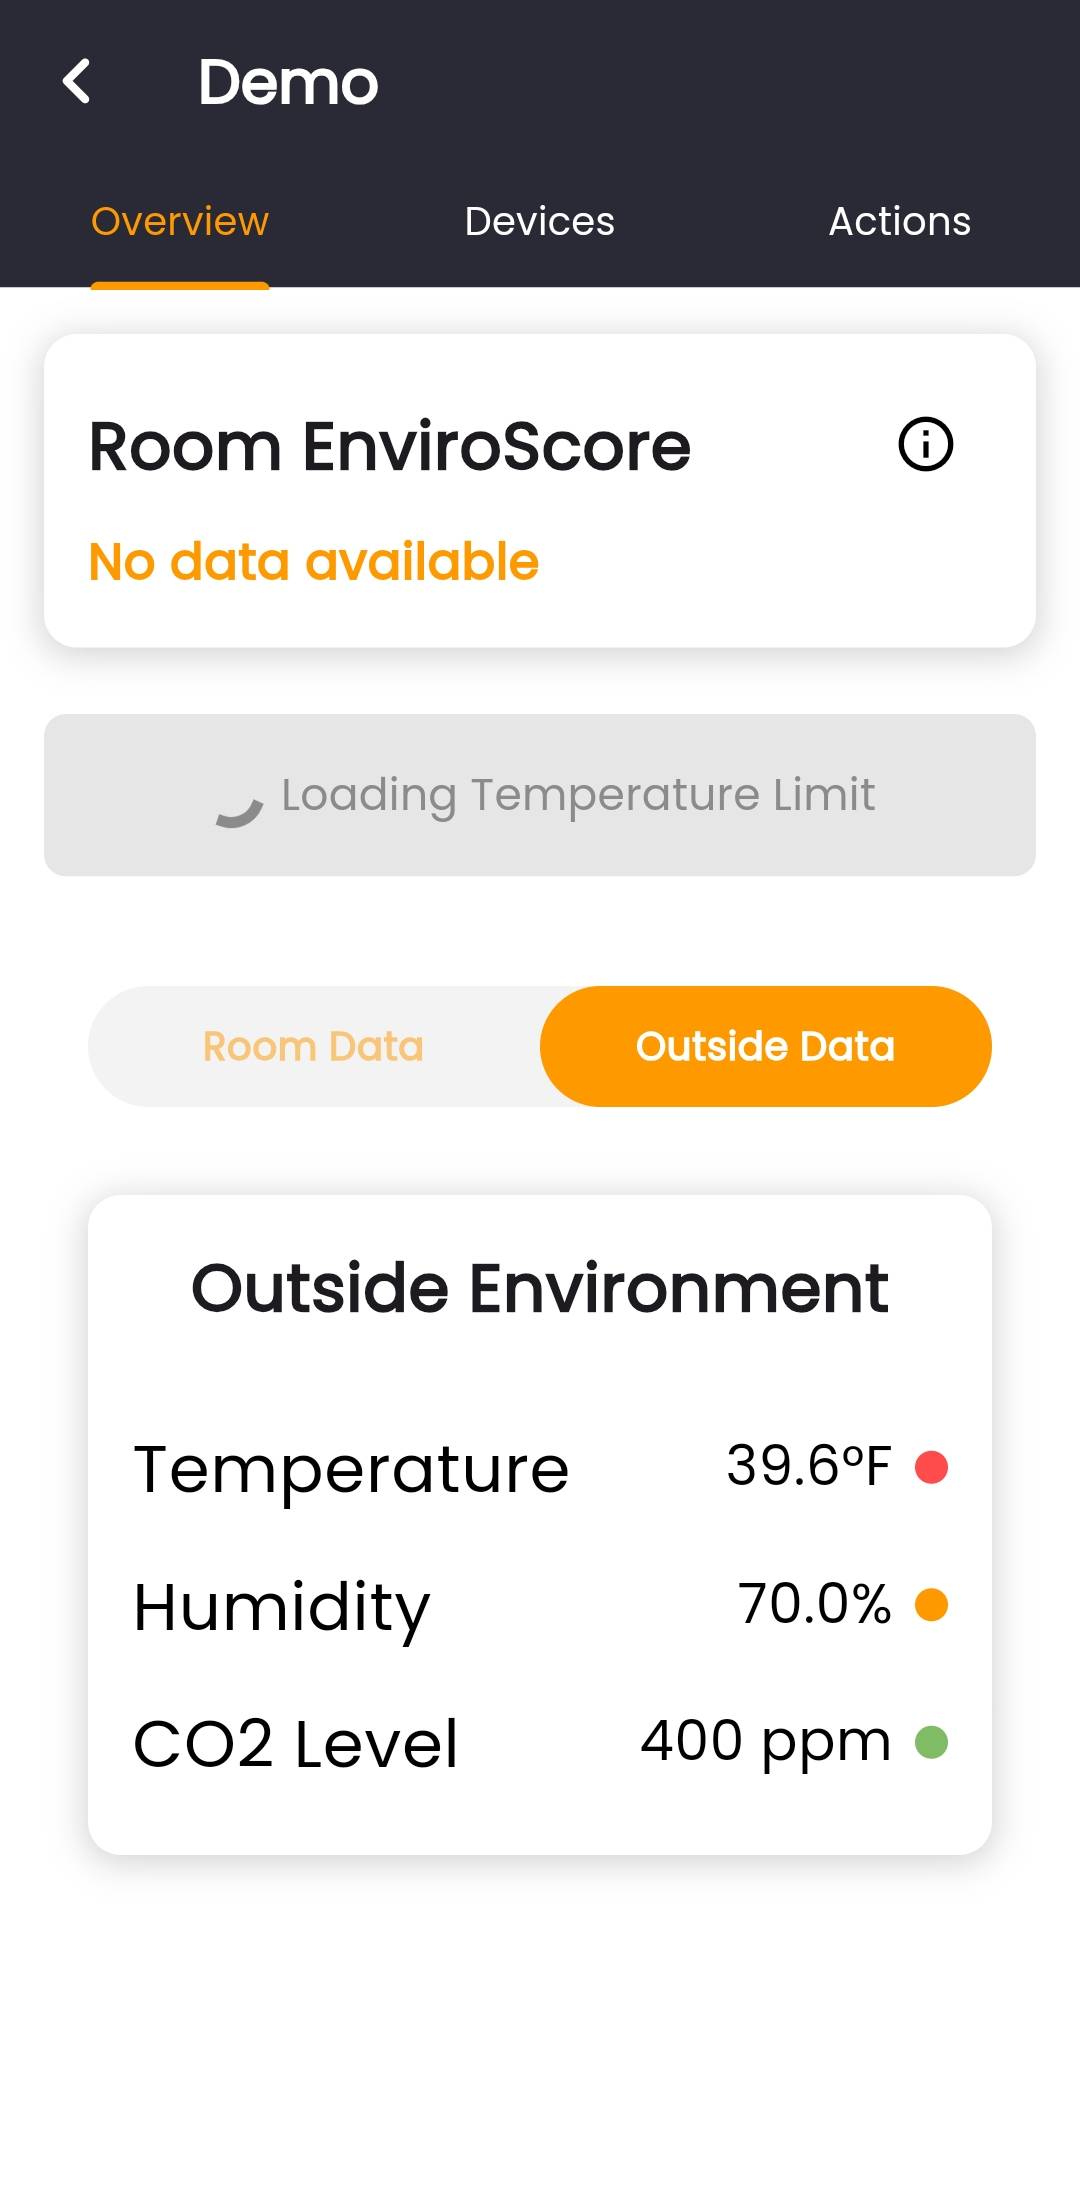 Demo
Overview Devices Actions
Room EnviroScore
No data available
Loading Temperature Limit
Room Data Outside Data
Outside Environment
Temperature 39.6°F
Humidity 70.0%
CO2 Level 400 ppm